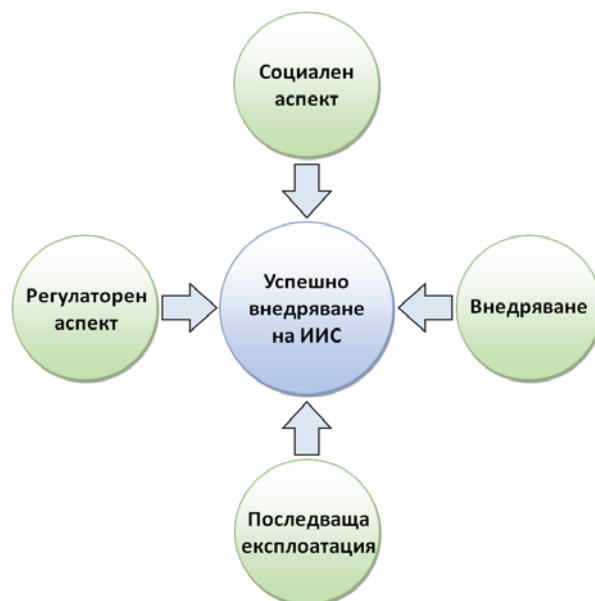 Социален
аспект
Регулаторен
аспект
Успешно
внедряване
на ИИС
Внедряване
Последваща
експлоатация